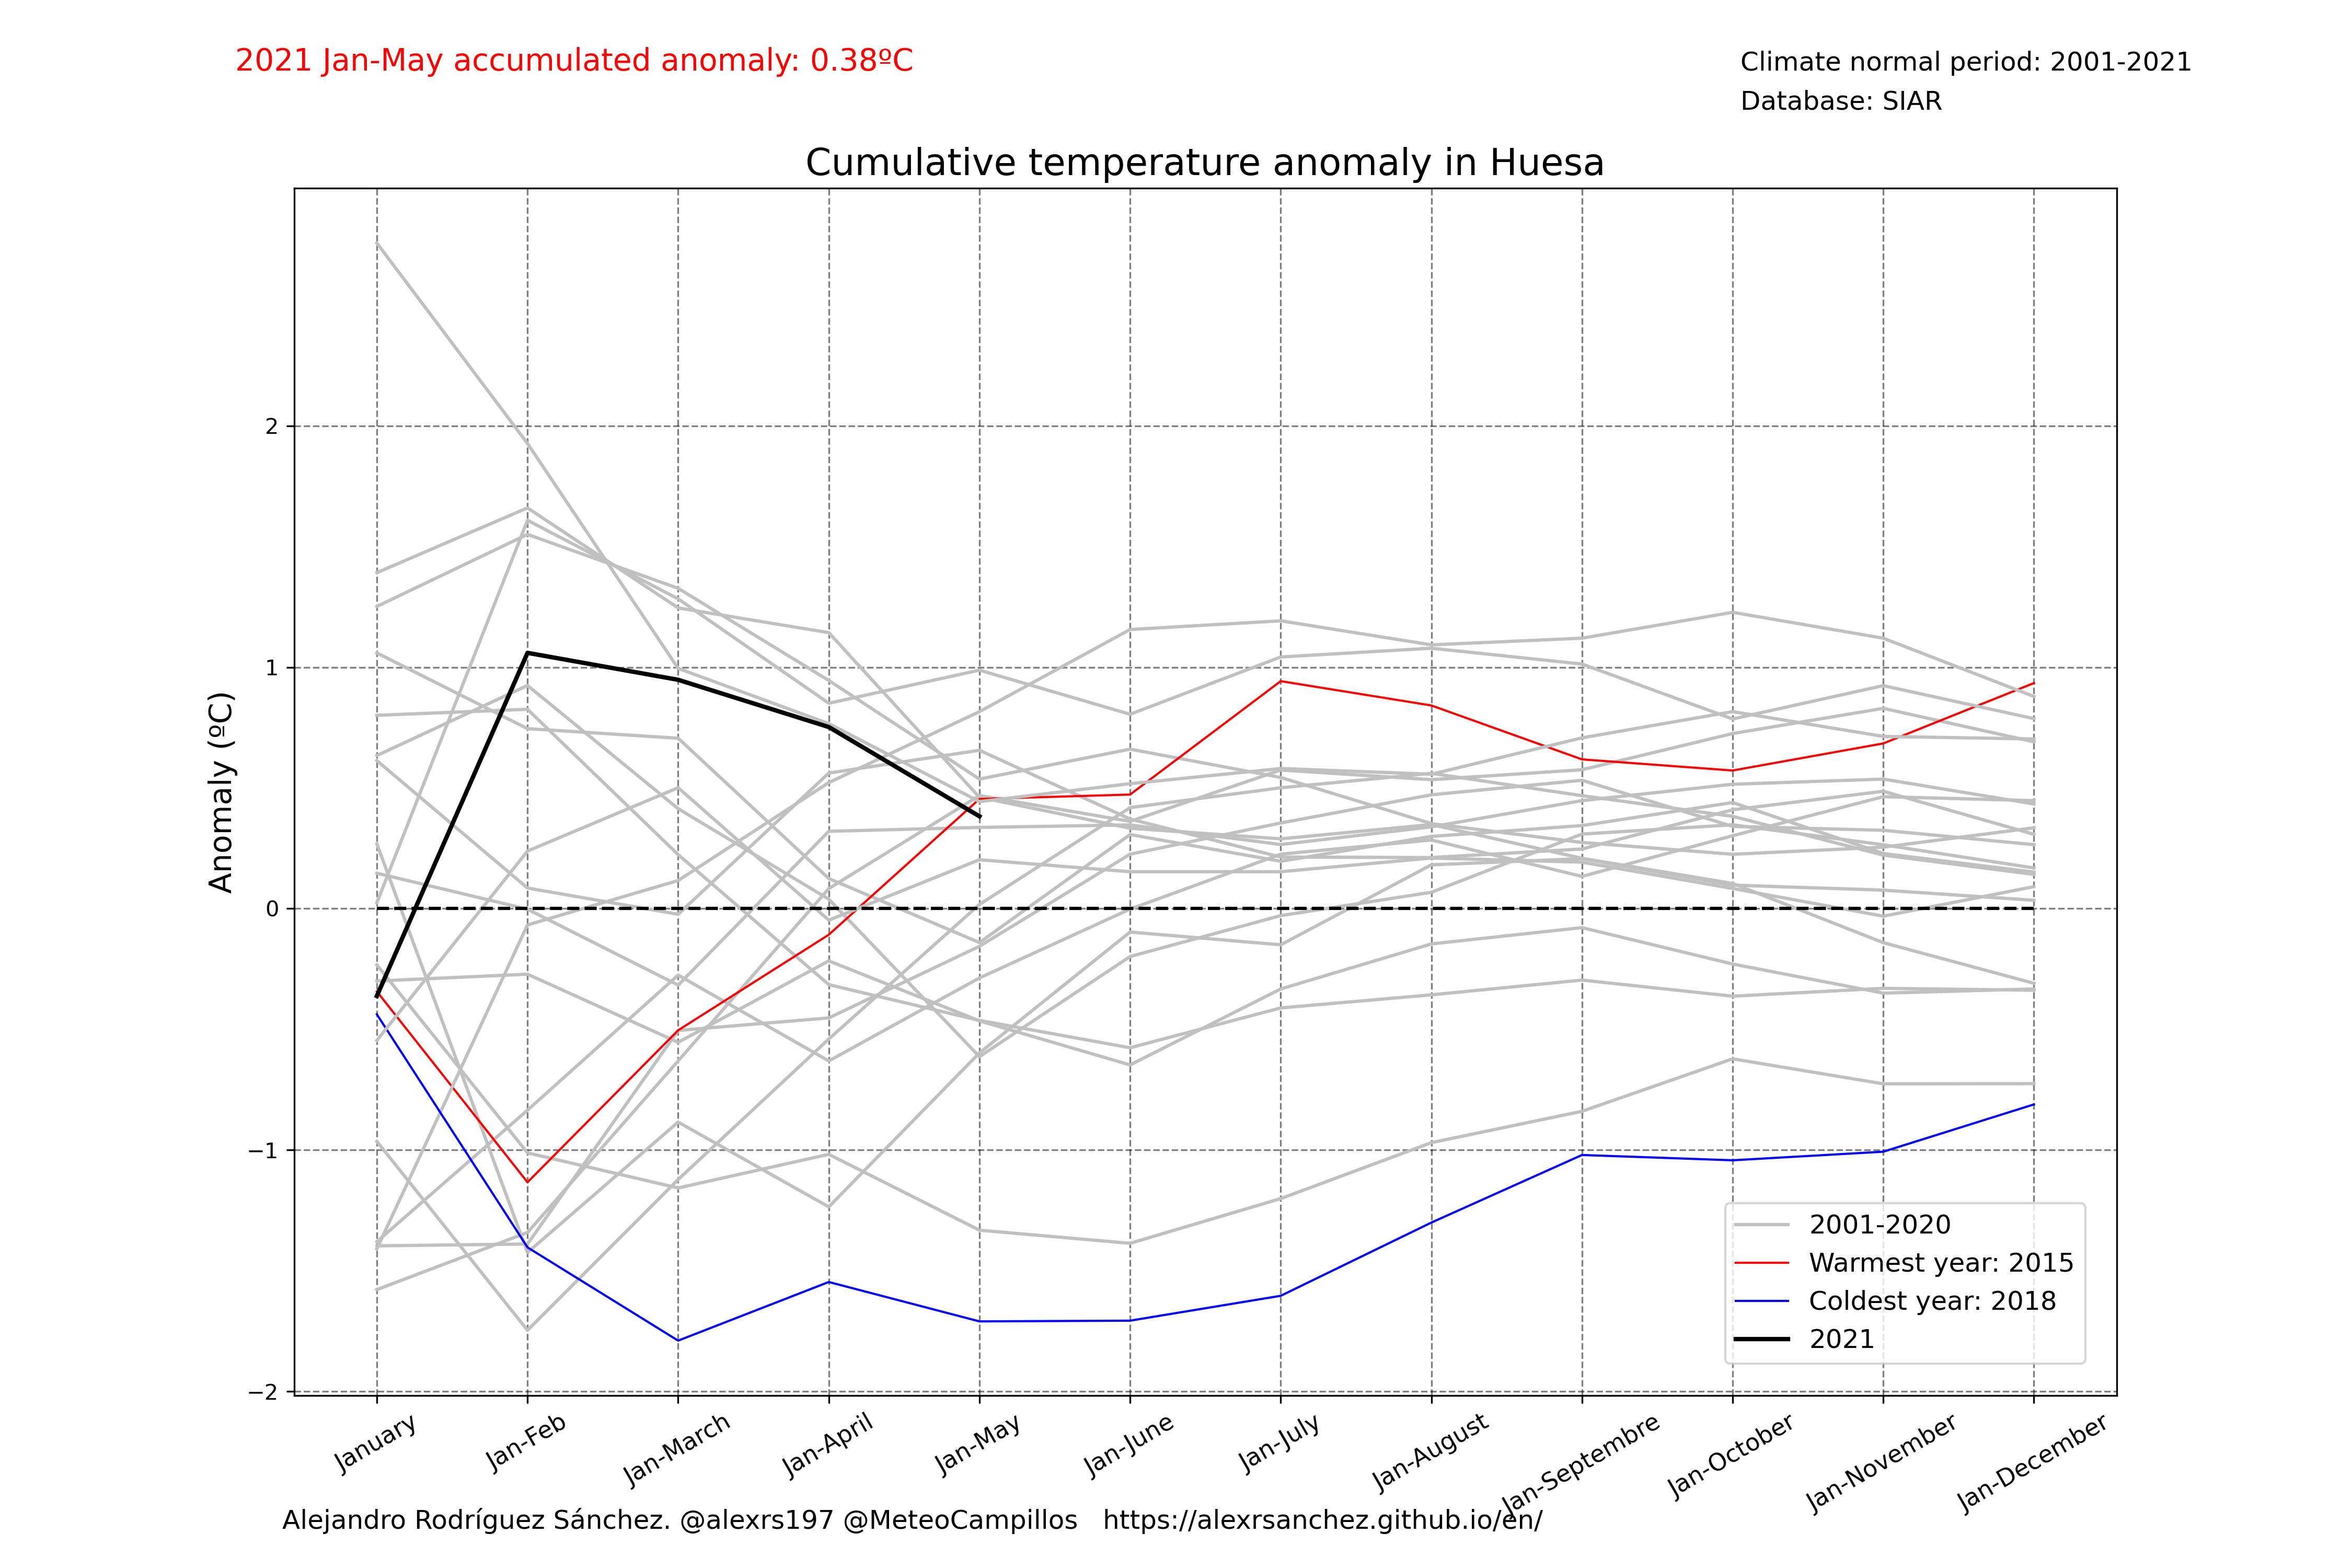 2021 Jan-May accumulated anomaly: 0.38ºC
Climate normal period: 2001-2021
Database: SIAR
Cumulative temperature anomaly in Huesa
Anomaly (ºC)
2
1
0
−1
−2
2001-2020
Warmest year: 2015
Coldest year: 2018
2021
January
Jan-Feb
Jan-March
Jan-April
Jan-May
Jan-June
Jan-July
Jan-August
Jan-Septembre
Jan-October
Jan-November
Jan-December
Alejandro Rodríguez Sánchez. @alexrs197 @MeteoCampillos https://alexrsanchez.github.io/en/